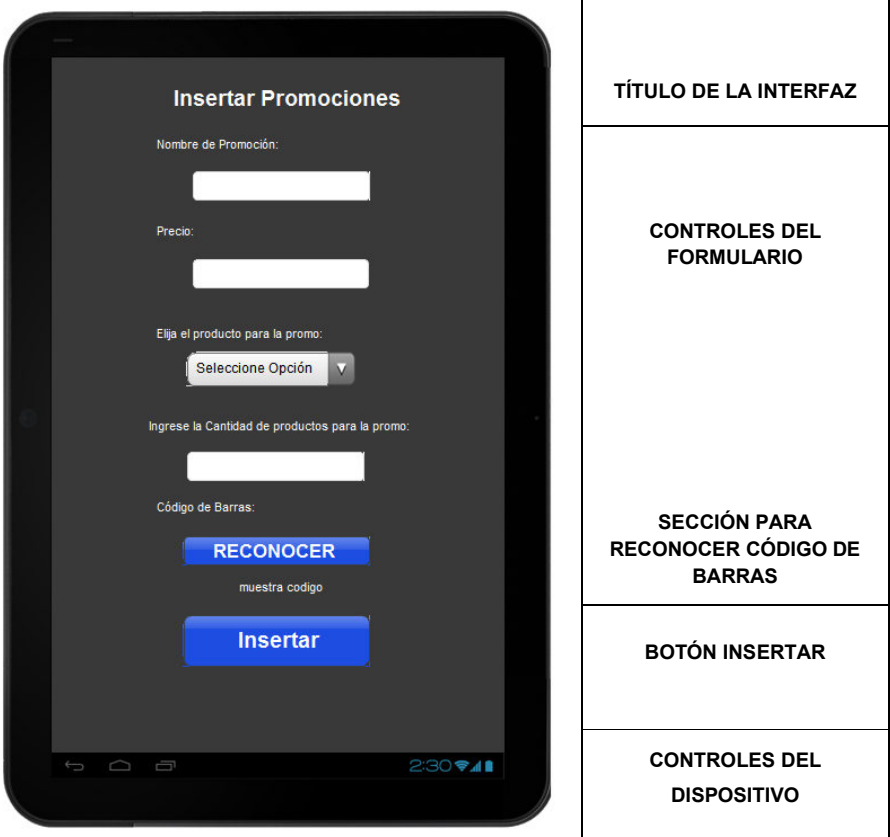 Insertar Promociones
Nombre de Promoción:
Precio:
Elija el producto para la promo:
Seleccione Opción
Ingrese la Cantidad de productos para la promo:
Código de Barras:
RECONOCER
muestra codigo
Insertar
2:30
TÍTULO DE LA INTERFAZ
CONTROLES DEL
FORMULARIO
SECCIÓN PARA
RECONOCER CÓDIGO DE
BARRAS
BOTÓN INSERTAR
CONTROLES DEL
DISPOSITIVO